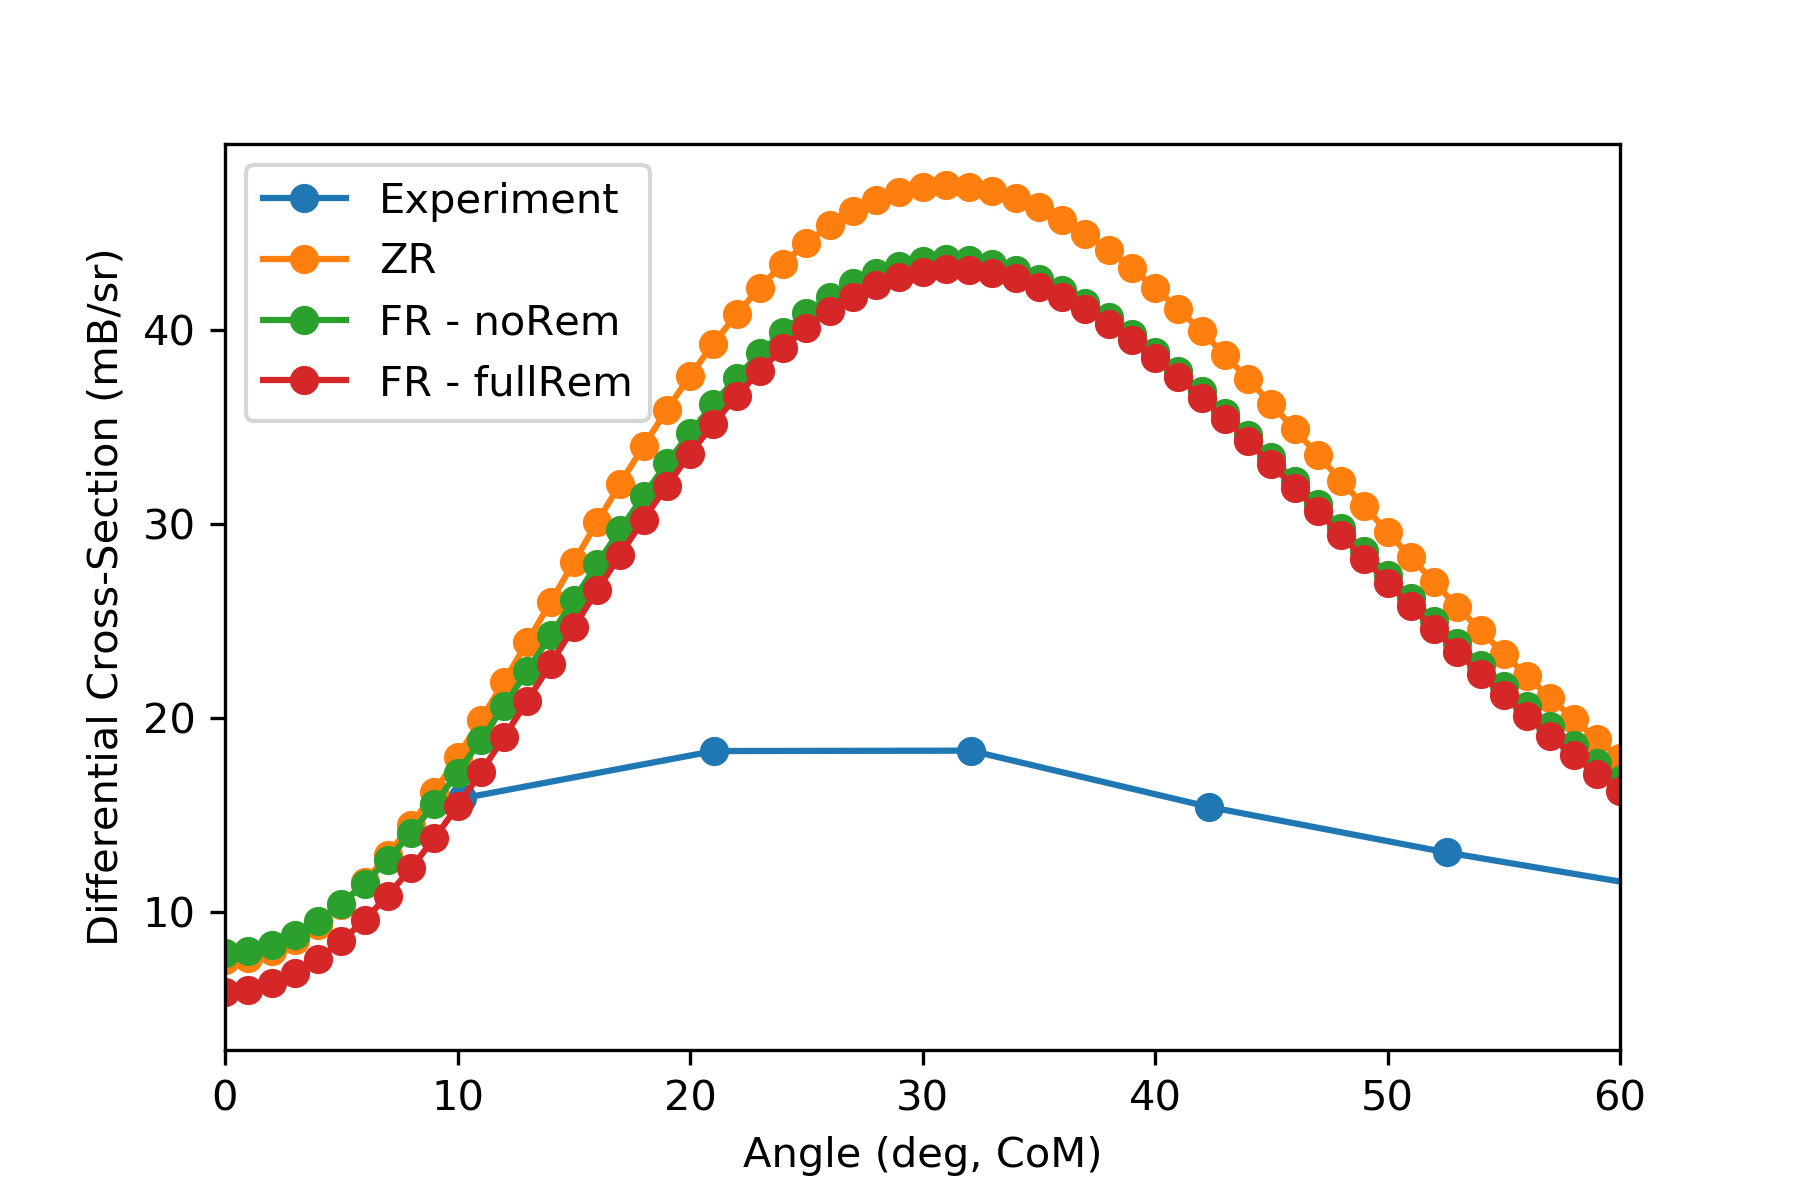 Experiment
ZR
FR - noRem
FR - fullRem
Differential Cross-Section (mB/sr)
40
30
20
10
0 10 20 30 40 50 60
Angle (deg, CoM)